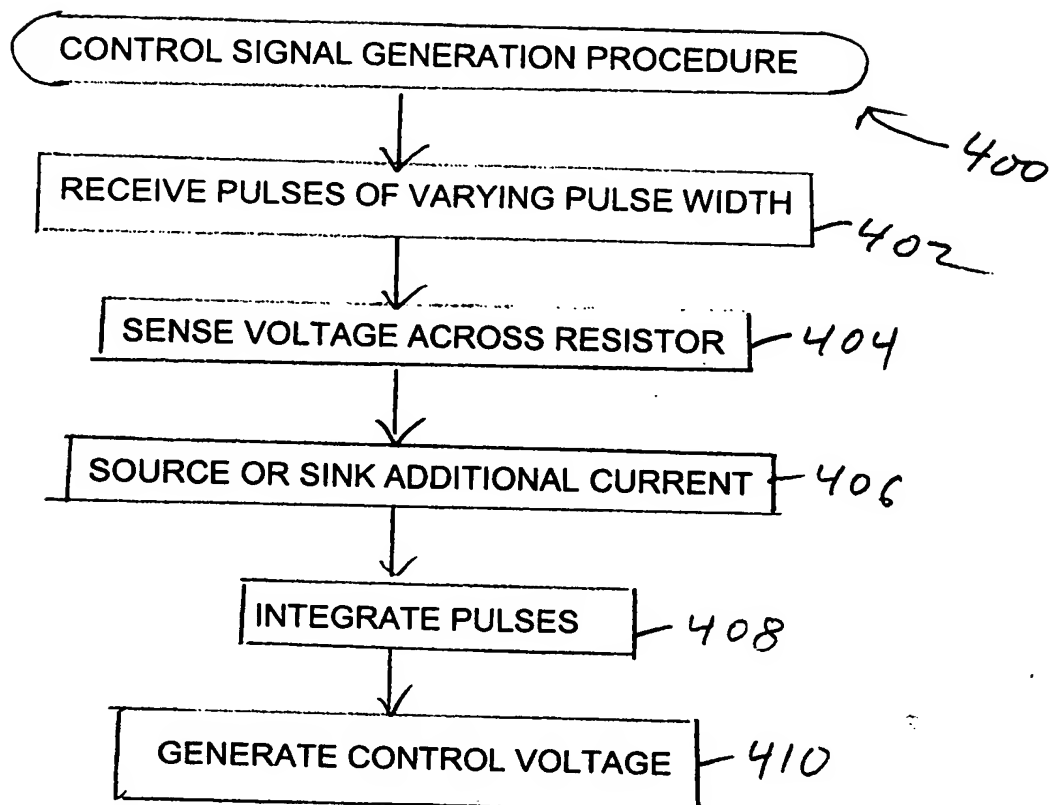 CONTROL SIGNAL GENERATION PROCEDURE
400
RECEIVE PULSES OF VARYING PULSE WIDTH
402
SENSE VOLTAGE ACROSS RESISTOR
404
SOURCE OR SINK ADDITIONAL CURRENT
406
INTEGRATE PULSES
408
GENERATE CONTROL VOLTAGE
410